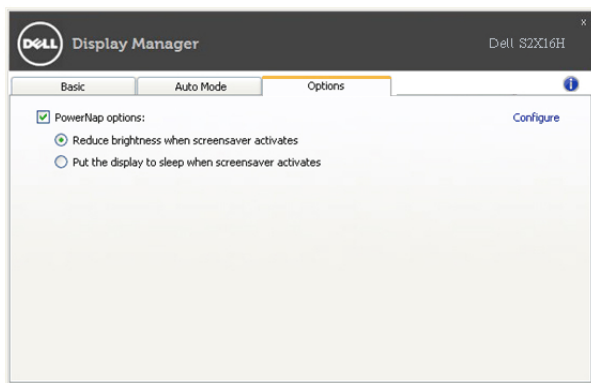 DELL Display Manager
x
Dell S2X16H
Basic Auto Mode Options
i
PowerNap options: Configure
Reduce brightness when screensaver activates
Put the display to sleep when screensaver activates